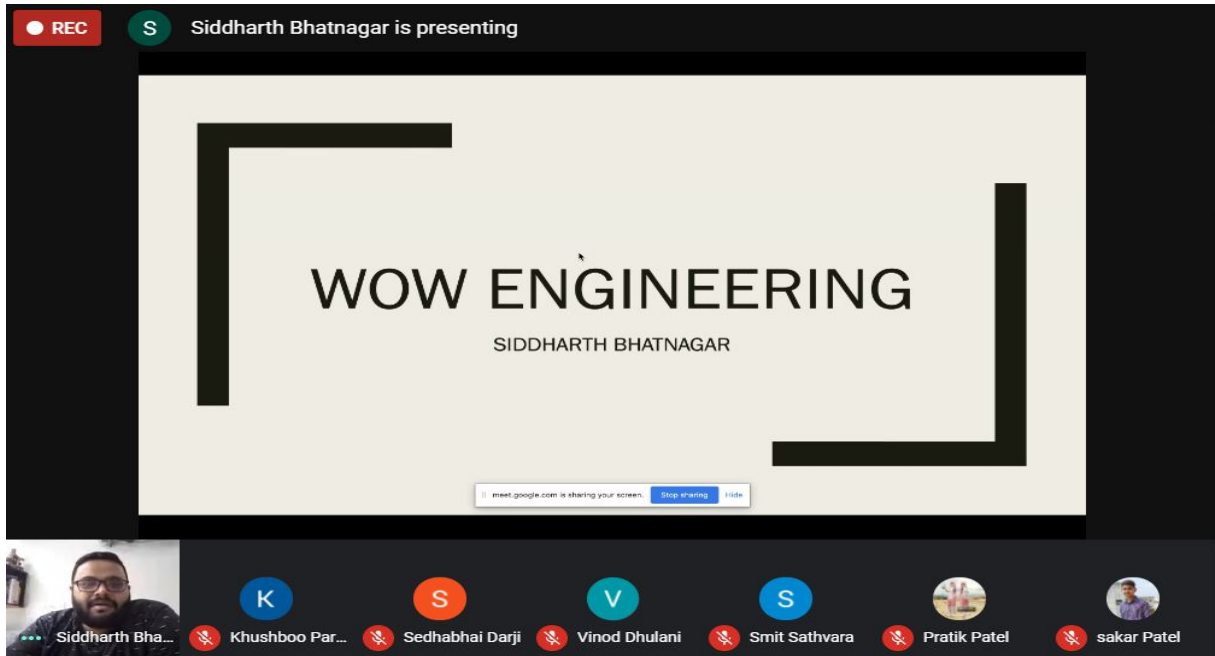 REC
S
Siddharth Bhatnagar is presenting
WOW ENGINEERING
SIDDHARTH BHATNAGAR
meet.google.com is sharing your screen.
Stop sharing
Hide
K
S
V
S
Siddharth Bha...
Khushboo Par...
Sedhabhai Darji
Vinod Dhulani
Smit Sathvara
Pratik Patel
sakar Patel